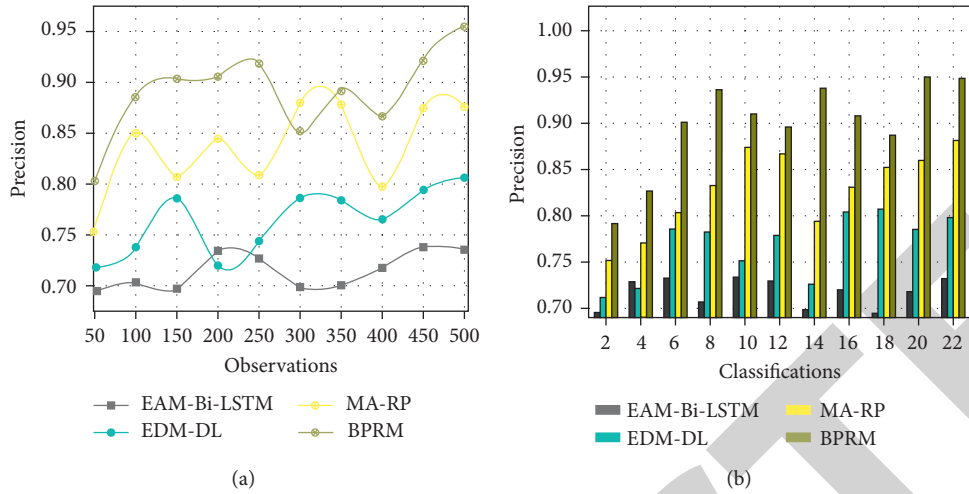 0.95
0.90
0.85
0.80
0.75
0.70
Precision
50 100 150 200 250 300 350 400 450 500
Observations
EAM-Bi-LSTM
MA-RP
EDM-DL
BPRM
(a)
1.00
0.95
0.90
0.85
0.80
0.75
0.70
Precision
2 4 6 8 10 12 14 16 18 20 22
Classifications
EAM-Bi-LSTM
MA-RP
EDM-DL
BPRM
(b)